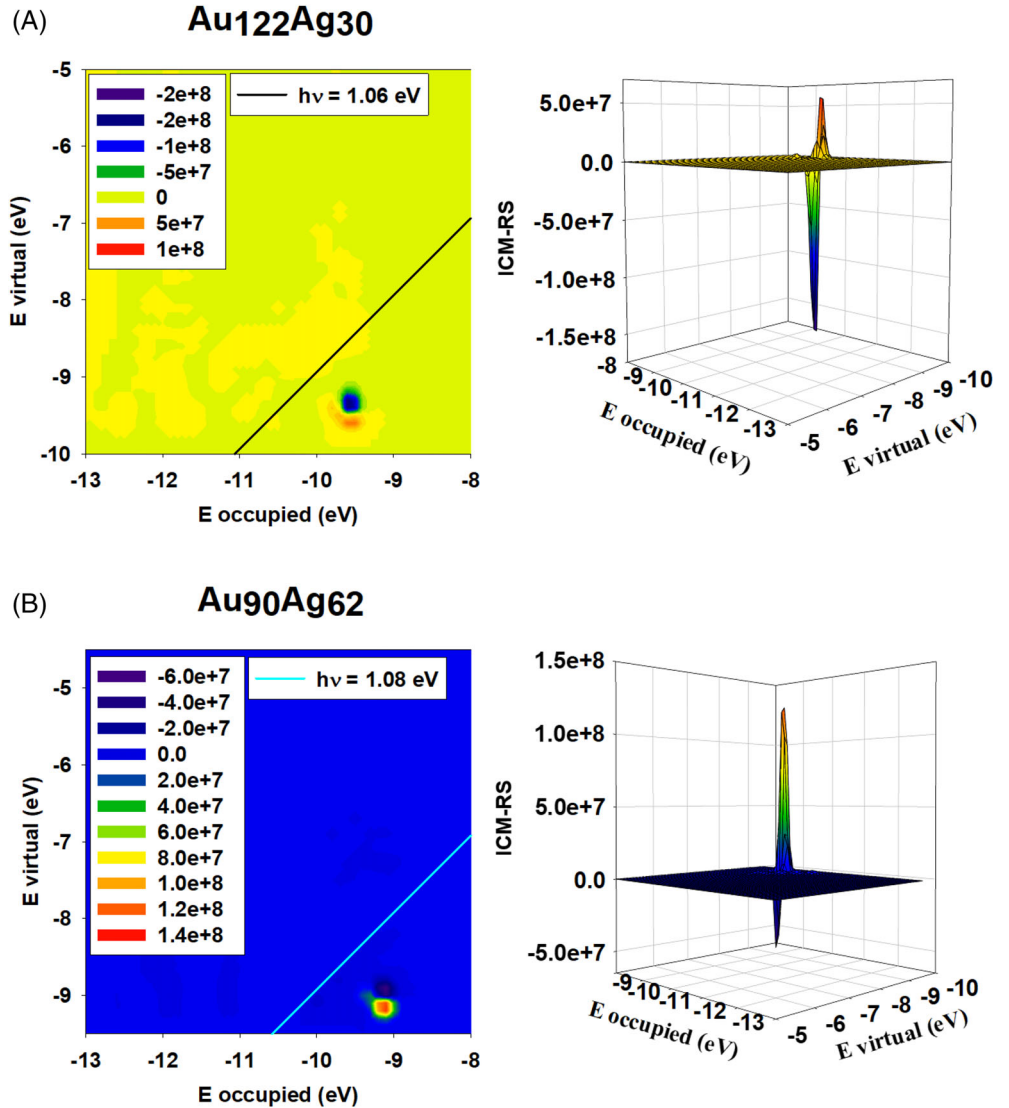 (A)
Au122Ag30
-5
-6
-7
-8
-9
-10
E virtual (eV)
-2e+8
-2e+8
-1e+8
-5e+7
0
5e+7
1e+8
hν = 1.06 eV
-13 -12 -11 -10 -9 -8
E occupied (eV)
5.0e+7
0.0
-5.0e+7
-1.0e+8
-1.5e+8
ICM-RS
-8 -9 -10 -11 -12 -13
E occupied (eV)
-5 -6 -7 -8 -9 -10
E virtual (eV)
(B)
Au90Ag62
-5
-6
-7
-8
-9
E virtual (eV)
-6.0e+7
-4.0e+7
-2.0e+7
0.0
2.0e+7
4.0e+7
6.0e+7
8.0e+7
1.0e+8
1.2e+8
1.4e+8
hν = 1.08 eV
-13 -12 -11 -10 -9 -8
E occupied (eV)
1.5e+8
1.0e+8
5.0e+7
0.0
-5.0e+7
ICM-RS
-9 -10 -11 -12 -13
E occupied (eV)
-5 -6 -7 -8 -9 -10
E virtual (eV)